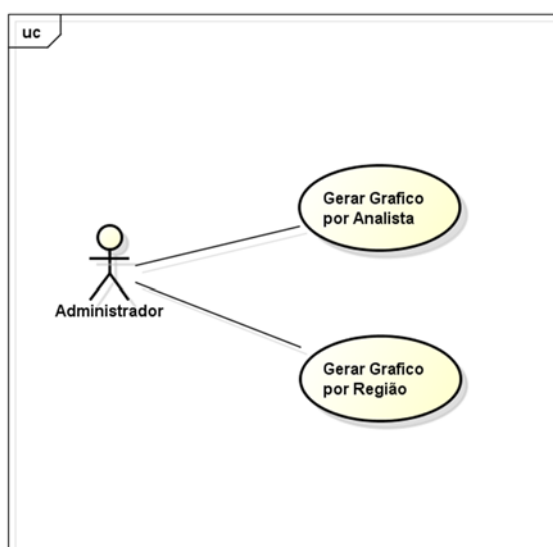 uc
Gerar Grafico
por Analista
Administrador
Gerar Grafico
por Região